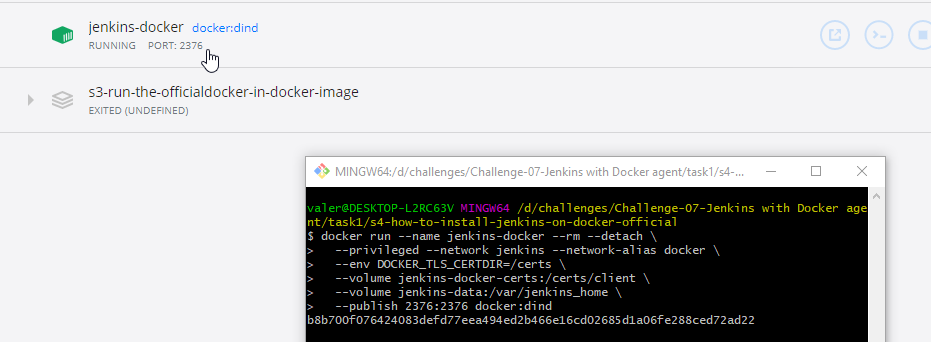 jenkins-docker docker:dind
RUNNING PORT: 2376
s3-run-the-officialdocker-in-docker-image
EXITED (UNDEFINED)
MINGW64:/d/challenges/Challenge-07-Jenkins with Docker agent/task1/s4-...
valer@DESKTOP-L2RC63V MINGW64 /d/challenges/Challenge-07-Jenkins with Docker age
nt/task1/s4-how-to-install-jenkins-on-docker-official
$ docker run --name jenkins-docker --rm --detach \
>   --privileged --network jenkins --network-alias docker \
>   --env DOCKER_TLS_CERTDIR=/certs \
>   --volume jenkins-docker-certs:/certs/client \
>   --volume jenkins-data:/var/jenkins_home \
>   --publish 2376:2376 docker:dind
b8b700f076424083defd77eea494ed2b466e16cd02685d1a06fe288ced72ad22